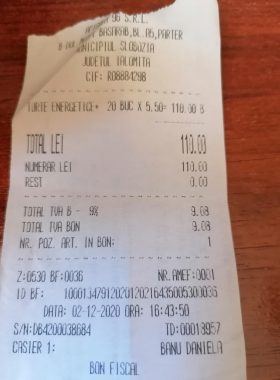 96 S.R.L.
BASARAB, BL.A5, PARTER
MUNICIPIUL SLOBOZIA
JUDETUL IALOMITA
CIF: RO8884298
TURTE ENERGETICE* 20 BUC X 5.50= 110.00 B
TOTAL LEI 110.00
NUMERAR LEI 110.00
REST 0.00
TOTAL TVA B - 9% 9.08
TOTAL TVA BON 9.08
NR. POZ. ART. IN BON: 1
Z:0530 BF:0036 NR.AMEF:0001
ID BF:
DATA: 02-12-2020 ORA: 16:43:50
S/N:DB4200038684 TD:00013957
CASIER 1: BANU DANIELA
BON FISCAL